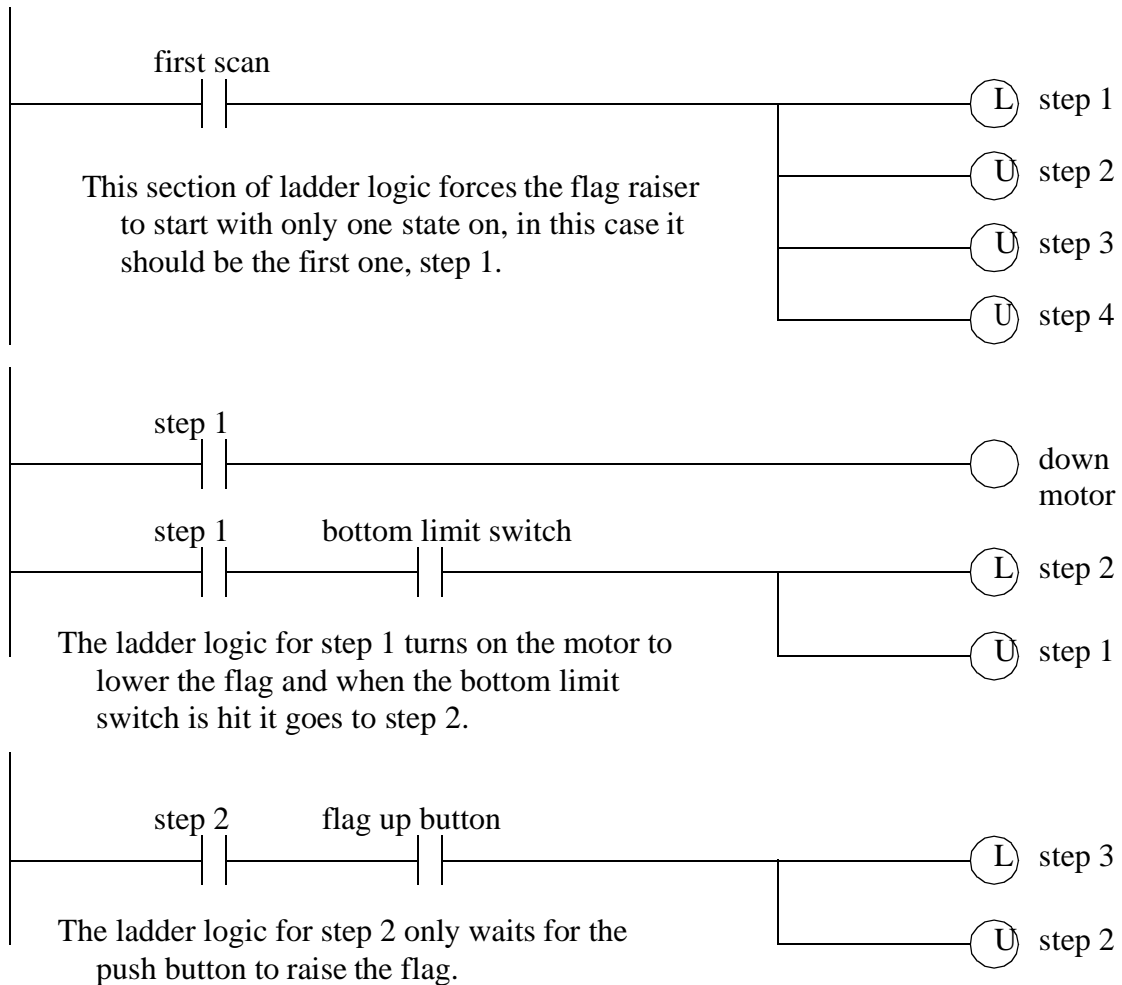 first scan
L step 1
U step 2
This section of ladder logic forces the flag raiser
to start with only one state on, in this case it
should be the first one, step 1.
U step 3
U step 4
step 1
down
motor
step 1 bottom limit switch
L step 2
The ladder logic for step 1 turns on the motor to
lower the flag and when the bottom limit
switch is hit it goes to step 2.
U step 1
step 2 flag up button
L step 3
The ladder logic for step 2 only waits for the
push button to raise the flag.
U step 2